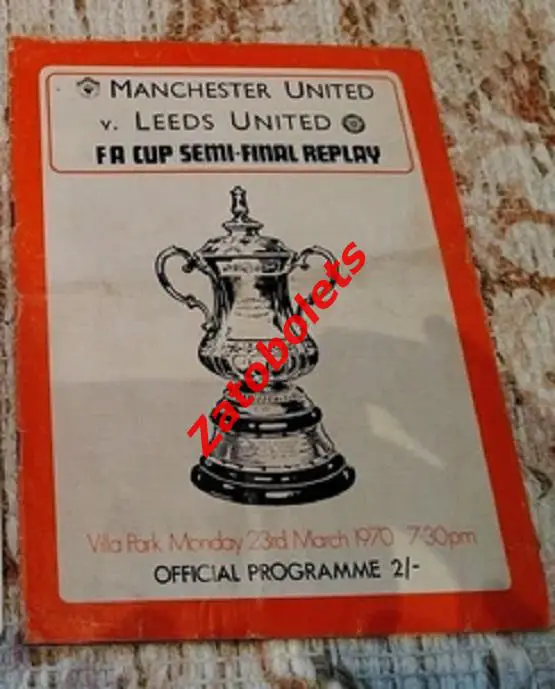 MANCHESTER UNITED
v. LEEDS UNITED
FA CUP SEMI-FINAL REPLAY
Zatobolets
Villa Park Monday 23rd March 1970 7·30pm
OFFICIAL PROGRAMME 2/-